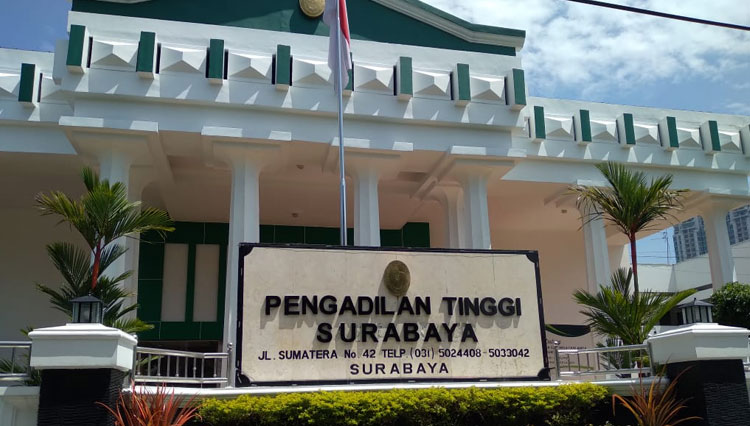 PENGADILAN TINGGI
SURABAYA
JL. SUMATERA No 42 TELP. (031) 5024408-5033042
SURABAYA